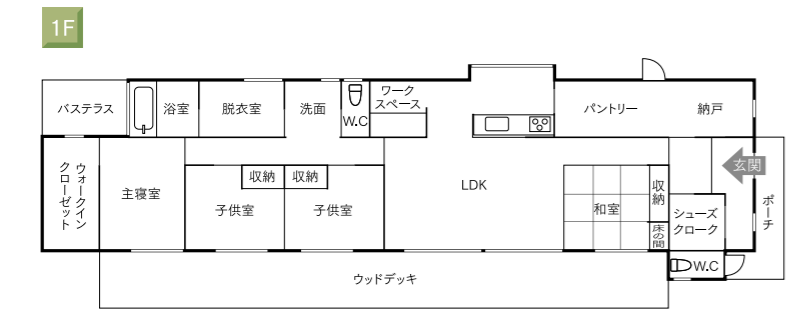 1F
バステラス
浴室
脱衣室
洗面
W.C
ワーク
スペース
パントリー
納戸
ウォークイン
クローゼット
主寝室
収納
収納
子供室
子供室
LDK
和室
収納
床の間
玄関
シューズ
クローク
ポーチ
W.C
ウッドデッキ